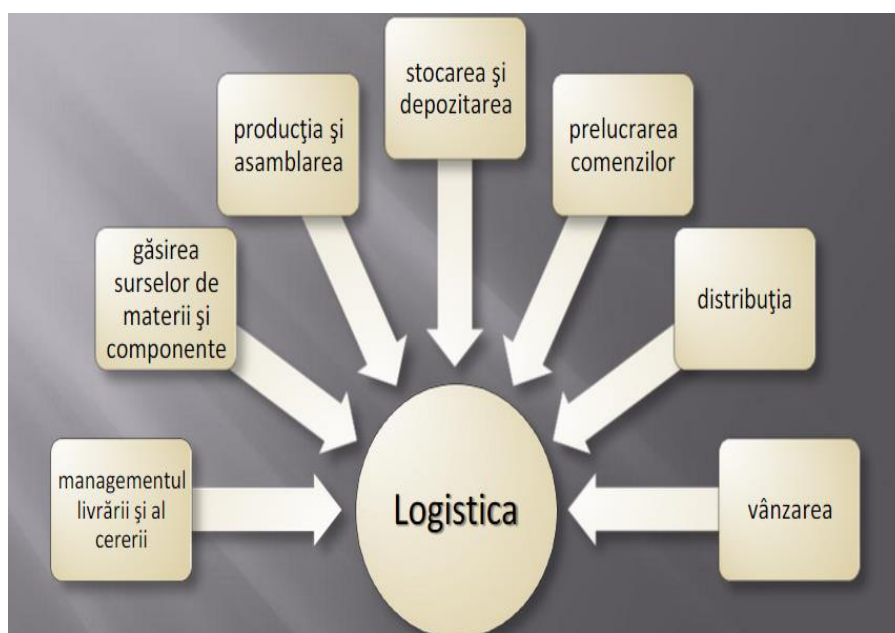 managementul
livrării şi al
cererii
găsirea
surselor de
materii şi
componente
producţia şi
asamblarea
stocarea şi
depozitarea
prelucrarea
comenzilor
distribuţia
vânzarea
Logistica